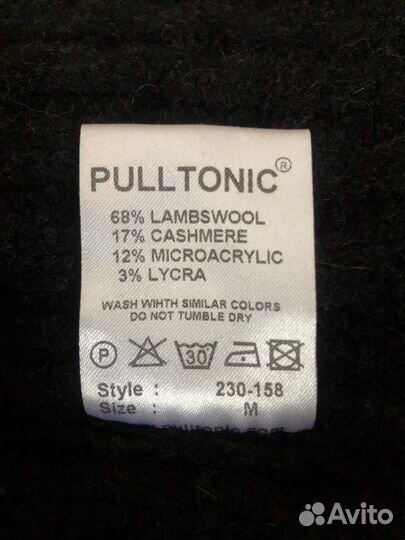 PULLTONIC®
68% LAMBSWOOL
17% CASHMERE
12% MICROACRYLIC
3% LYCRA
WASH WIHTH SIMILAR COLORS
DO NOT TUMBLE DRY
P 30
Style : 230-158
Size : M
Avito